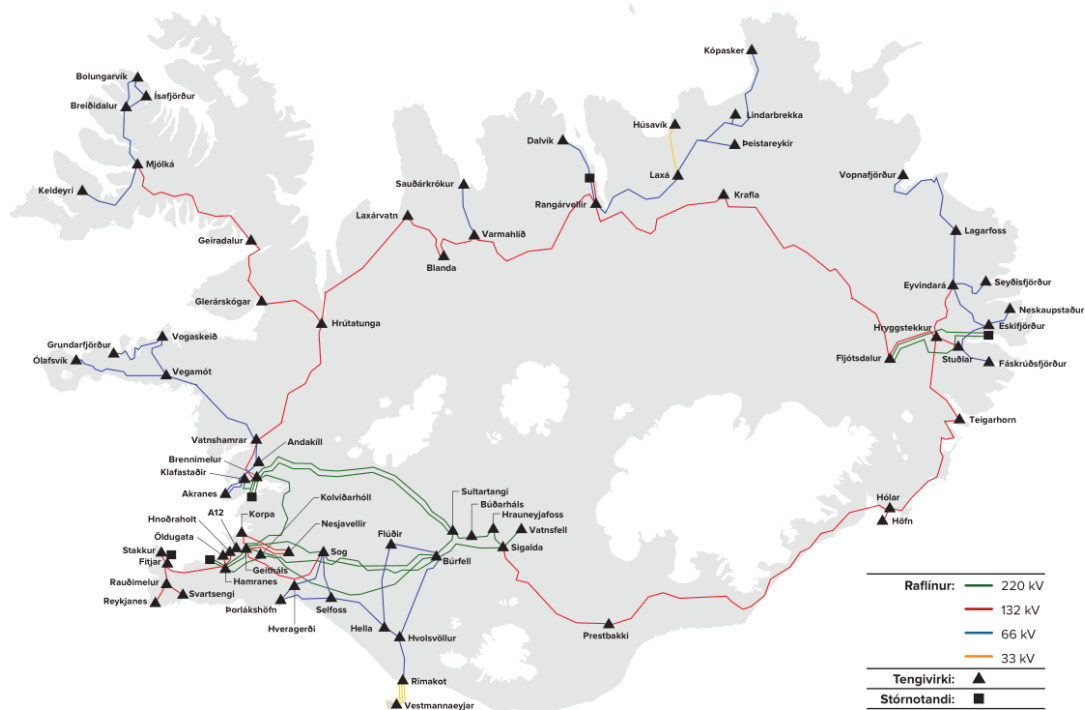 Kópasker
Bolungarvík
Ísafjörður
Breiðidalur
Lindarbrekka
Húsavík
Dalvík
Þeistareykir
Mjólká
Laxá
Vopnafjörður
Keldeyri
Sauðárkrókur
Krafla
Rangárvellir
Laxárvatn
Lagarfoss
Geiradalur
Varmahlíð
Blanda
Seyðisfjörður
Eyvindará
Glerárskógar
Neskaupstaður
Hrútatunga
Eskifjörður
Hryggstekkur
Vogaskeið
Grundarfjörður
Ólafsvík
Stuðlar
Fljótsdalur
Fáskrúðsfjörður
Vegamót
Teigarhorn
Vatnshamrar
Andakíll
Brennimelur
Klafastaðir
Sultartangi
Búðarháls
Akranes
Kolviðarhóll
Hrauneyjafoss
Hólar
Korpa
A12
Vatnsfell
Höfn
Hnoðraholt
Nesjavellir
Flúðir
Öldugata
Sog
Stakkur
Sigalda
Fitjar
Búrfell
Geitháls
Hamranes
Rauðimelur
Svartsengi
Þorlákshöfn
Selfoss
Reykjanes
Hveragerði
Hella
Hvolsvöllur
Prestbakki
Rimakot
Vestmannaeyjar
Raflínur: 220 kV
132 kV
66 kV
33 kV
Tengivirki:
Stórnotandi: